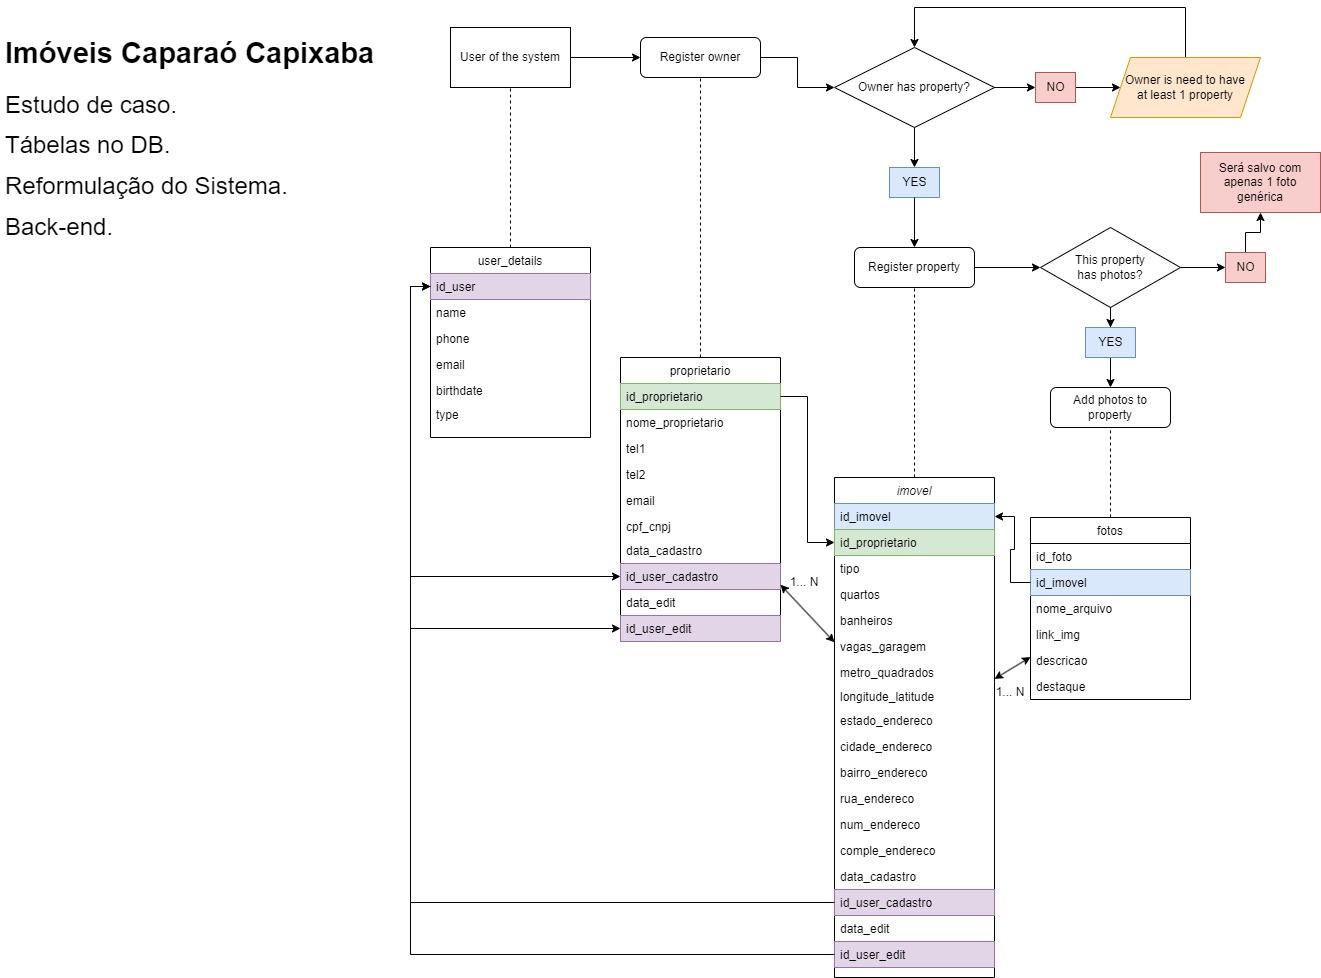 Imóveis Caparaó Capixaba
Estudo de caso.
Tábelas no DB.
Reformulação do Sistema.
Back-end.
User of the system
Register owner
Owner has property?
NO
Owner is need to have
at least 1 property
YES
Será salvo com
apenas 1 foto
genérica
Register property
This property
has photos?
NO
YES
Add photos to
property
user_details
id_user
name
phone
email
birthdate
type
proprietario
id_proprietario
nome_proprietario
tel1
tel2
email
cpf_cnpj
data_cadastro
id_user_cadastro
data_edit
id_user_edit
1... N
imovel
id_imovel
id_proprietario
tipo
quartos
banheiros
vagas_garagem
metro_quadrados
longitude_latitude
estado_endereco
cidade_endereco
bairro_endereco
rua_endereco
num_endereco
comple_endereco
data_cadastro
id_user_cadastro
data_edit
id_user_edit
1... N
fotos
id_foto
id_imovel
nome_arquivo
link_img
descricao
destaque